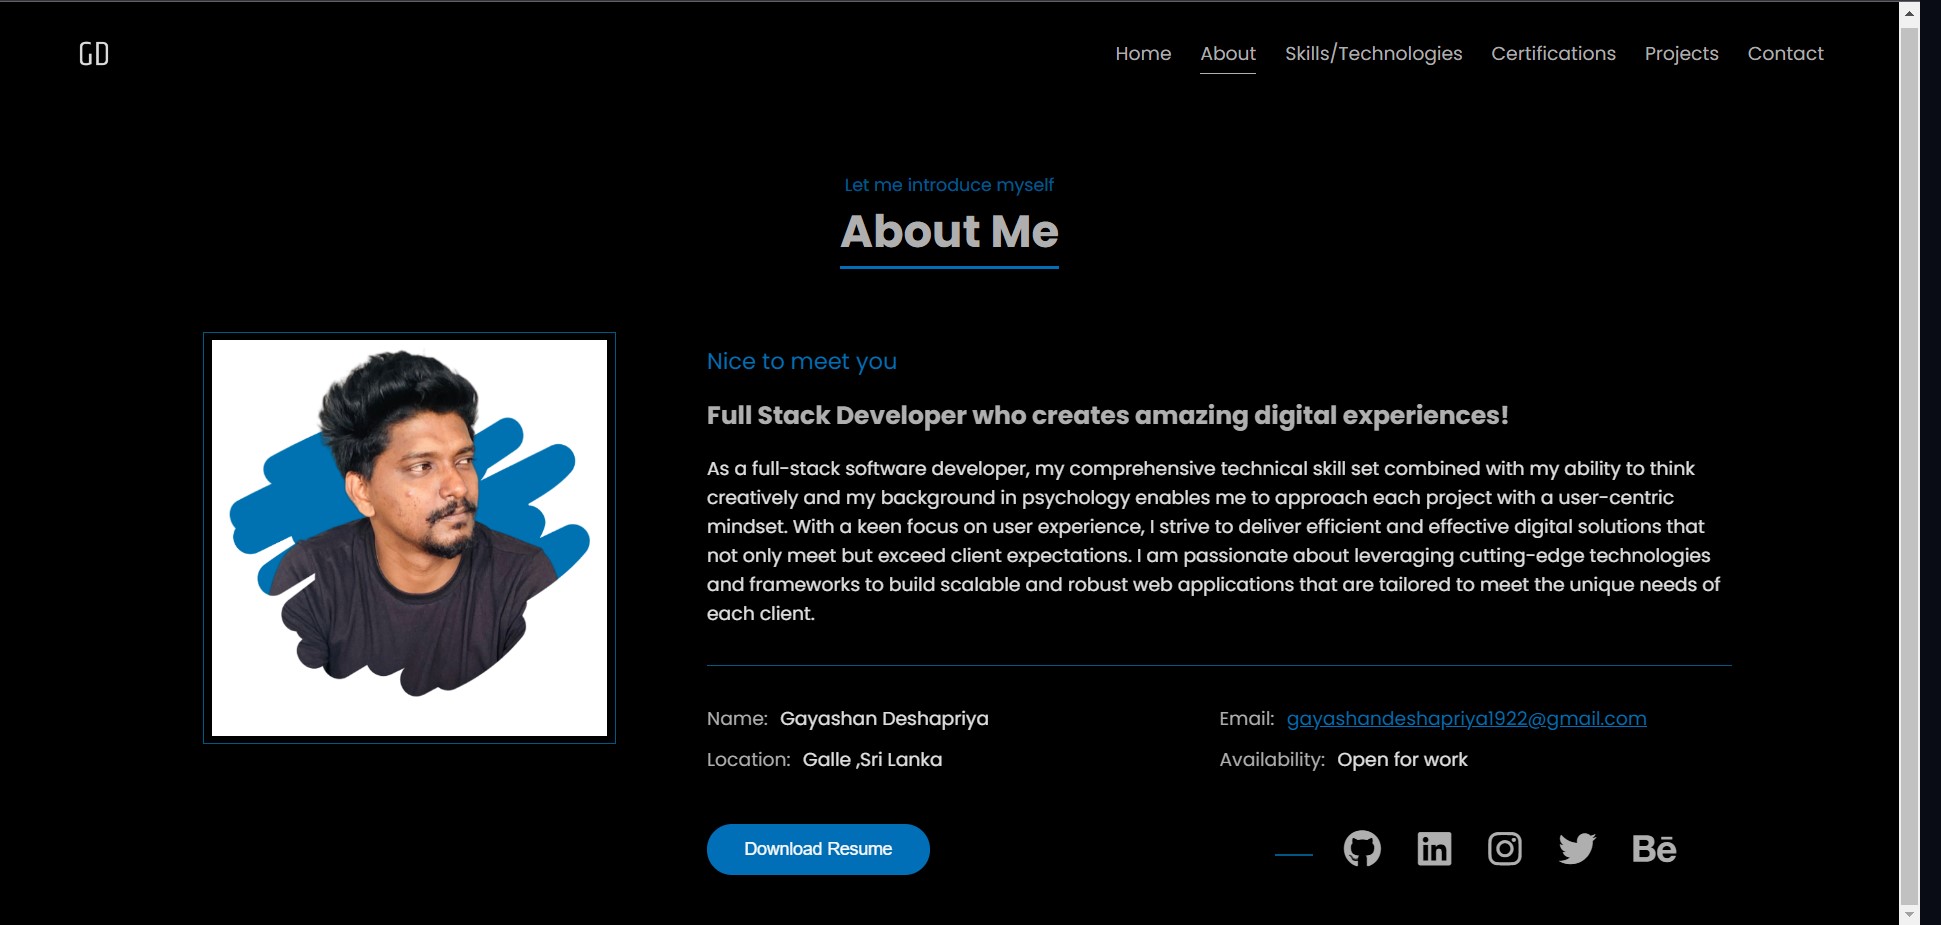 GD
Home About Skills/Technologies Certifications Projects Contact
Let me introduce myself
About Me
Nice to meet you
Full Stack Developer who creates amazing digital experiences!
As a full-stack software developer, my comprehensive technical skill set combined with my ability to think
creatively and my background in psychology enables me to approach each project with a user-centric
mindset. With a keen focus on user experience, I strive to deliver efficient and effective digital solutions that
not only meet but exceed client expectations. I am passionate about leveraging cutting-edge technologies
and frameworks to build scalable and robust web applications that are tailored to meet the unique needs of
each client.
Name: Gayashan Deshapriya
Email: gayashandeshapriya1922@gmail.com
Location: Galle ,Sri Lanka
Availability: Open for work
Download Resume
in
Bē